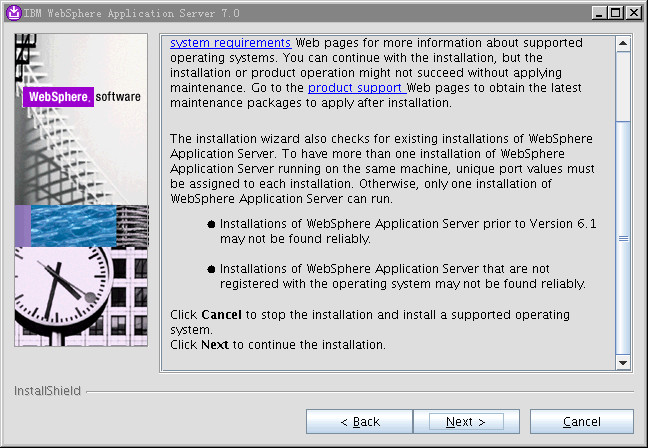 IBM WebSphere Application Server 7.0
WebSphere. software
system requirements Web pages for more information about supported
operating systems. You can continue with the installation, but the
installation or product operation might not succeed without applying
maintenance. Go to the product support Web pages to obtain the latest
maintenance packages to apply after installation.
The installation wizard also checks for existing installations of WebSphere
Application Server. To have more than one installation of WebSphere
Application Server running on the same machine, unique port values must
be assigned to each installation. Otherwise, only one installation of
WebSphere Application Server can run.
● Installations of WebSphere Application Server prior to Version 6.1
may not be found reliably.
● Installations of WebSphere Application Server that are not
registered with the operating system may not be found reliably.
Click Cancel to stop the installation and install a supported operating
system.
Click Next to continue the installation.
InstallShield
< Back Next > Cancel